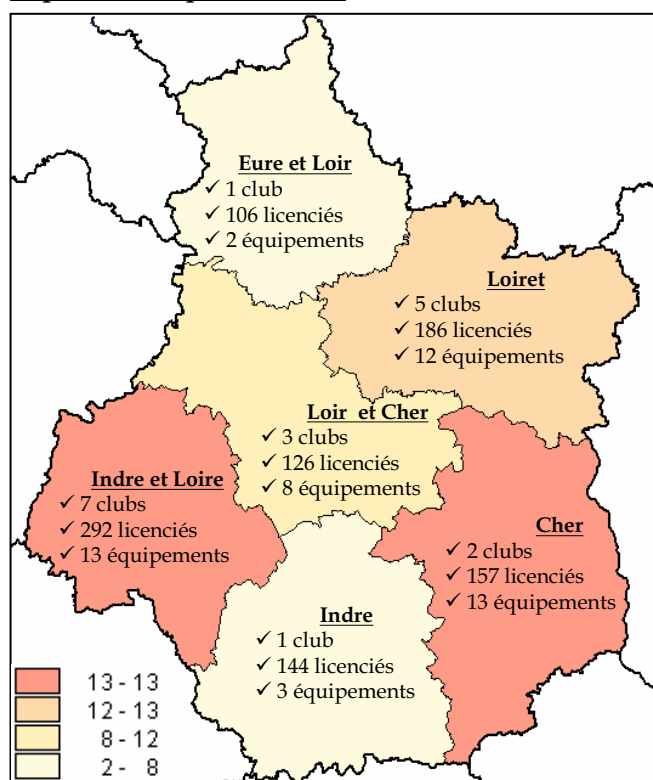 Eure et Loir
✓ 1 club
✓ 106 licenciés
✓ 2 équipements
Loiret
✓ 5 clubs
✓ 186 licenciés
✓ 12 équipements
Loir et Cher
✓ 3 clubs
✓ 126 licenciés
✓ 8 équipements
Indre et Loire
✓ 7 clubs
✓ 292 licenciés
✓ 13 équipements
Cher
✓ 2 clubs
✓ 157 licenciés
✓ 13 équipements
Indre
✓ 1 club
✓ 144 licenciés
✓ 3 équipements
13 - 13
12 - 13
8 - 12
2 - 8